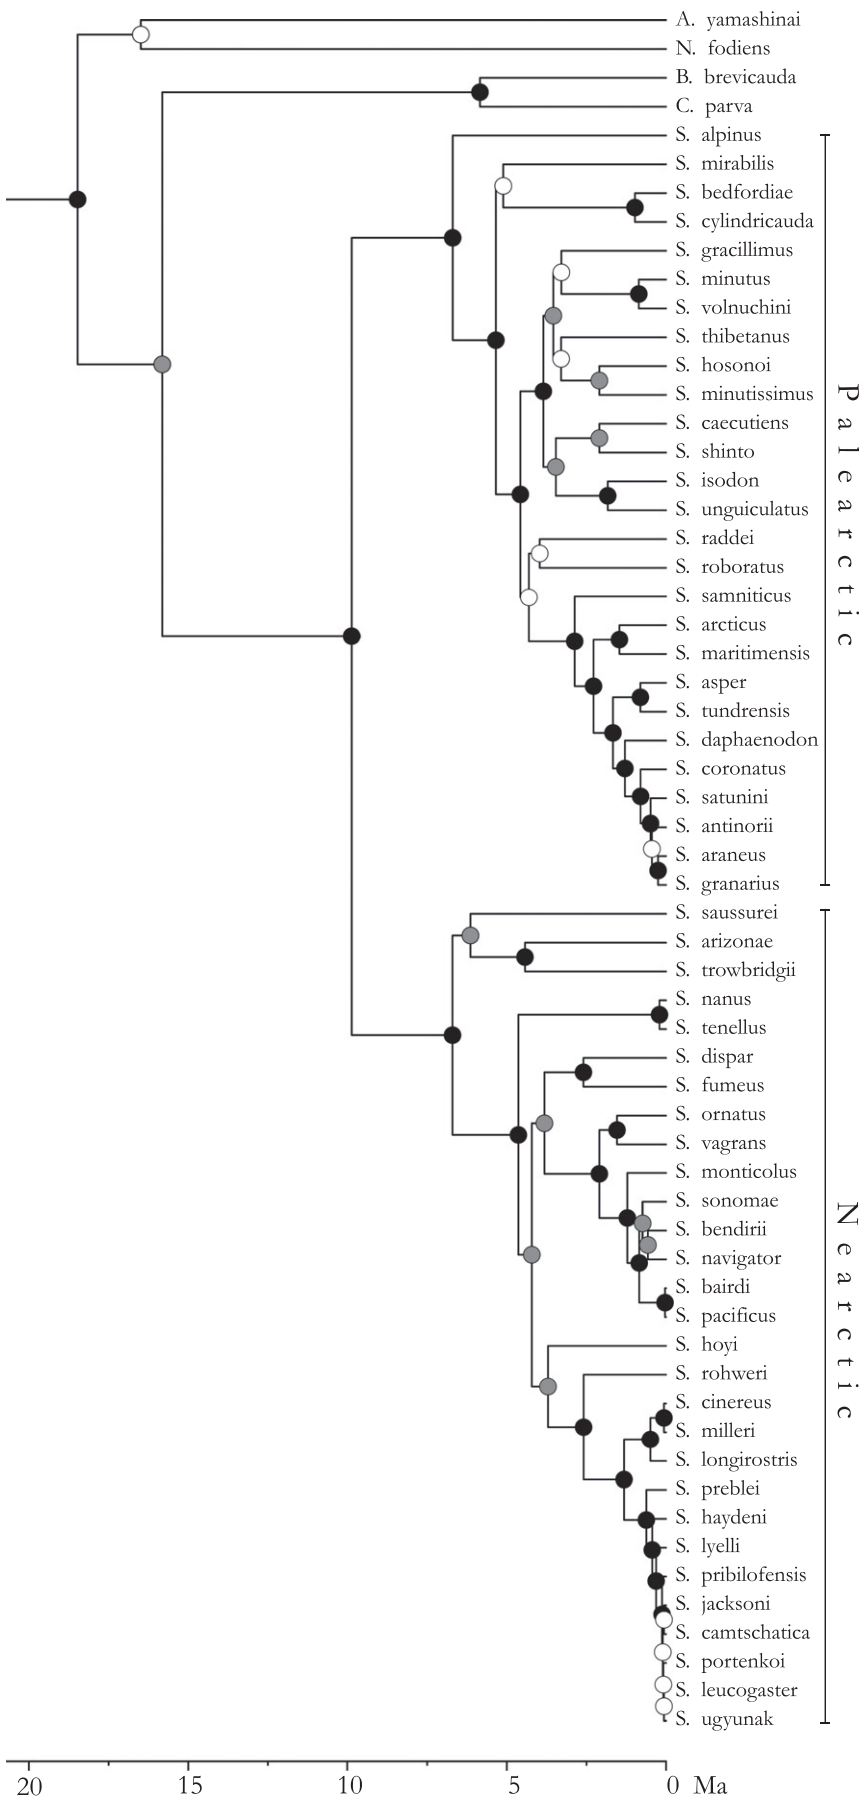 A. yamashinai
N. fodiens
B. brevicauda
C. parva
S. alpinus
S. mirabilis
S. bedfordiae
S. cylindricauda
S. gracillimus
S. minutus
S. volnuchini
S. thibetanus
S. hosonoi
S. minutissimus
S. caecutiens
S. shinto
S. isodon
S. unguiculatus
S. raddei
S. roboratus
S. samniticus
S. arcticus
S. maritimensis
S. asper
S. tundrensis
S. daphaenodon
S. coronatus
S. satunini
S. antinorii
S. araneus
S. granarius
Palearctic
S. saussurei
S. arizonae
S. trowbridgii
S. nanus
S. tenellus
S. dispar
S. fumeus
S. ornatus
S. vagrans
S. monticolus
S. sonomae
S. bendirii
S. navigator
S. bairdi
S. pacificus
S. hoyi
S. rohweri
S. cinereus
S. milleri
S. longirostris
S. preblei
S. haydeni
S. lyelli
S. pribilofensis
S. jacksoni
S. camtschatica
S. portenkoi
S. leucogaster
S. ugyunak
Nearctic
20 15 10 5 0 Ma